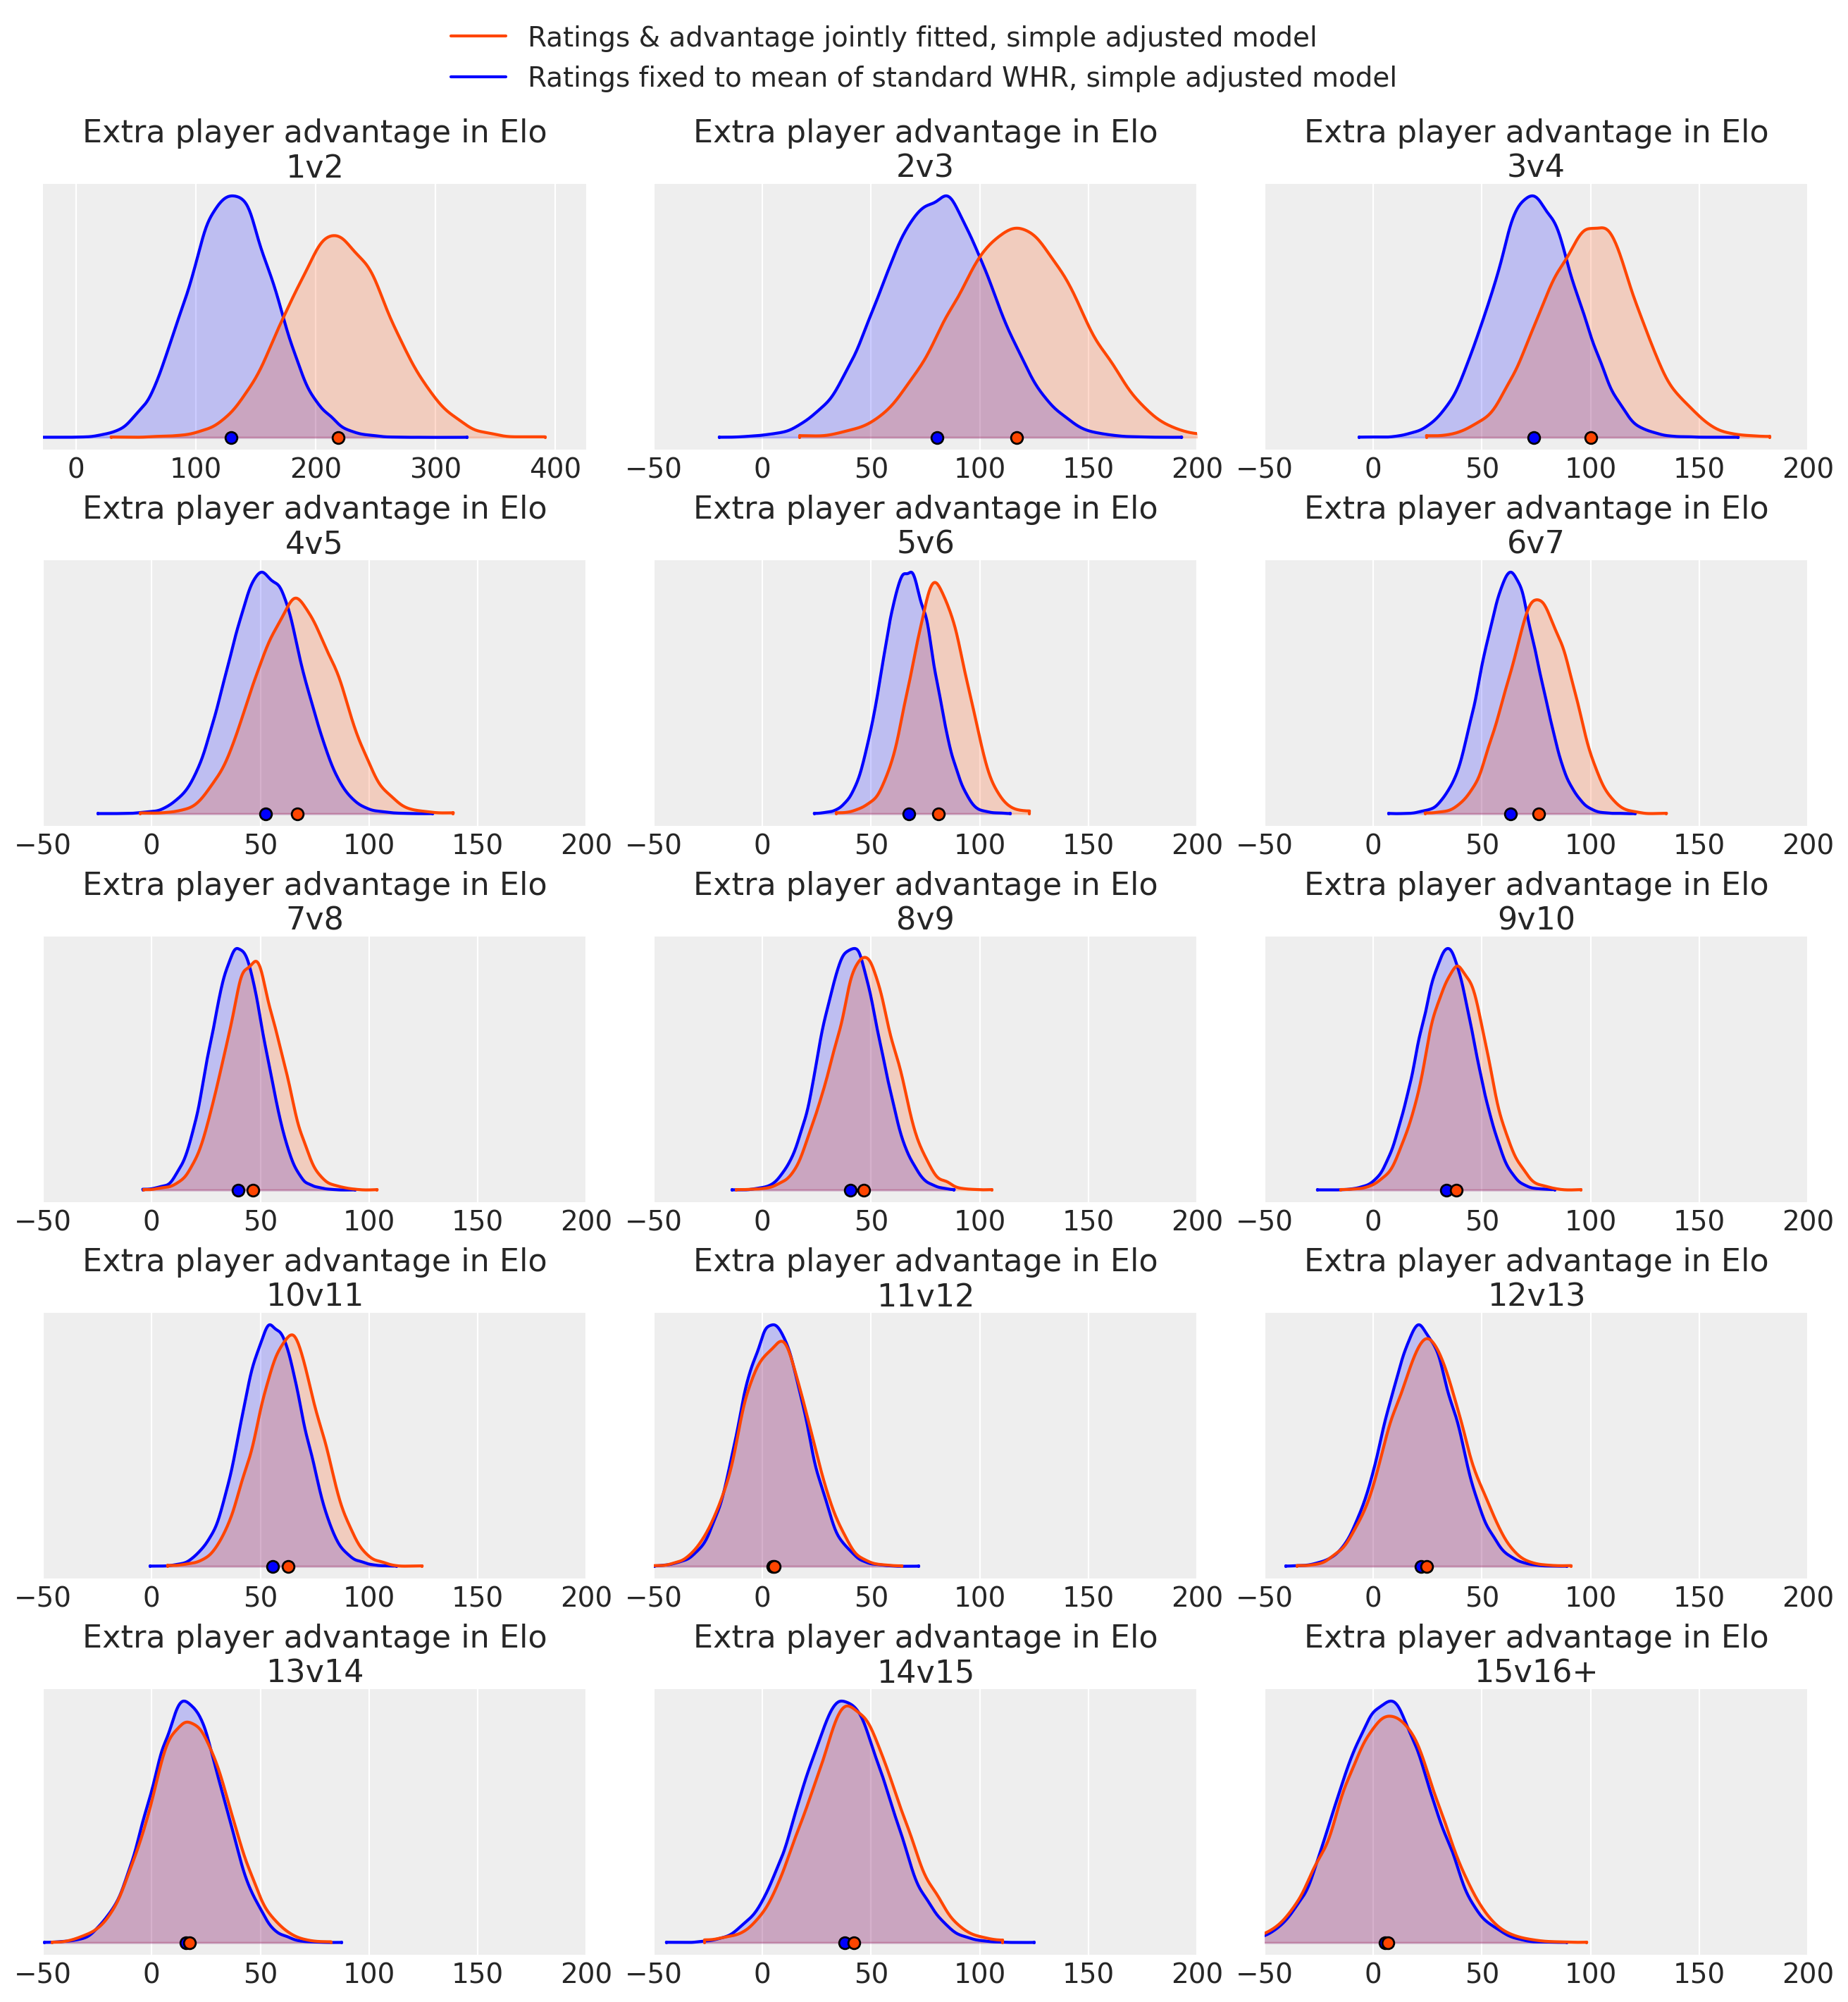 Ratings & advantage jointly fitted, simple adjusted model
Ratings fixed to mean of standard WHR, simple adjusted model
Extra player advantage in Elo
1v2
0 100 200 300 400
Extra player advantage in Elo
2v3
−50 0 50 100 150 200
Extra player advantage in Elo
3v4
−50 0 50 100 150 200
Extra player advantage in Elo
4v5
−50 0 50 100 150 200
Extra player advantage in Elo
5v6
−50 0 50 100 150 200
Extra player advantage in Elo
6v7
−50 0 50 100 150 200
Extra player advantage in Elo
7v8
−50 0 50 100 150 200
Extra player advantage in Elo
8v9
−50 0 50 100 150 200
Extra player advantage in Elo
9v10
−50 0 50 100 150 200
Extra player advantage in Elo
10v11
−50 0 50 100 150 200
Extra player advantage in Elo
11v12
−50 0 50 100 150 200
Extra player advantage in Elo
12v13
−50 0 50 100 150 200
Extra player advantage in Elo
13v14
−50 0 50 100 150 200
Extra player advantage in Elo
14v15
−50 0 50 100 150 200
Extra player advantage in Elo
15v16+
−50 0 50 100 150 200